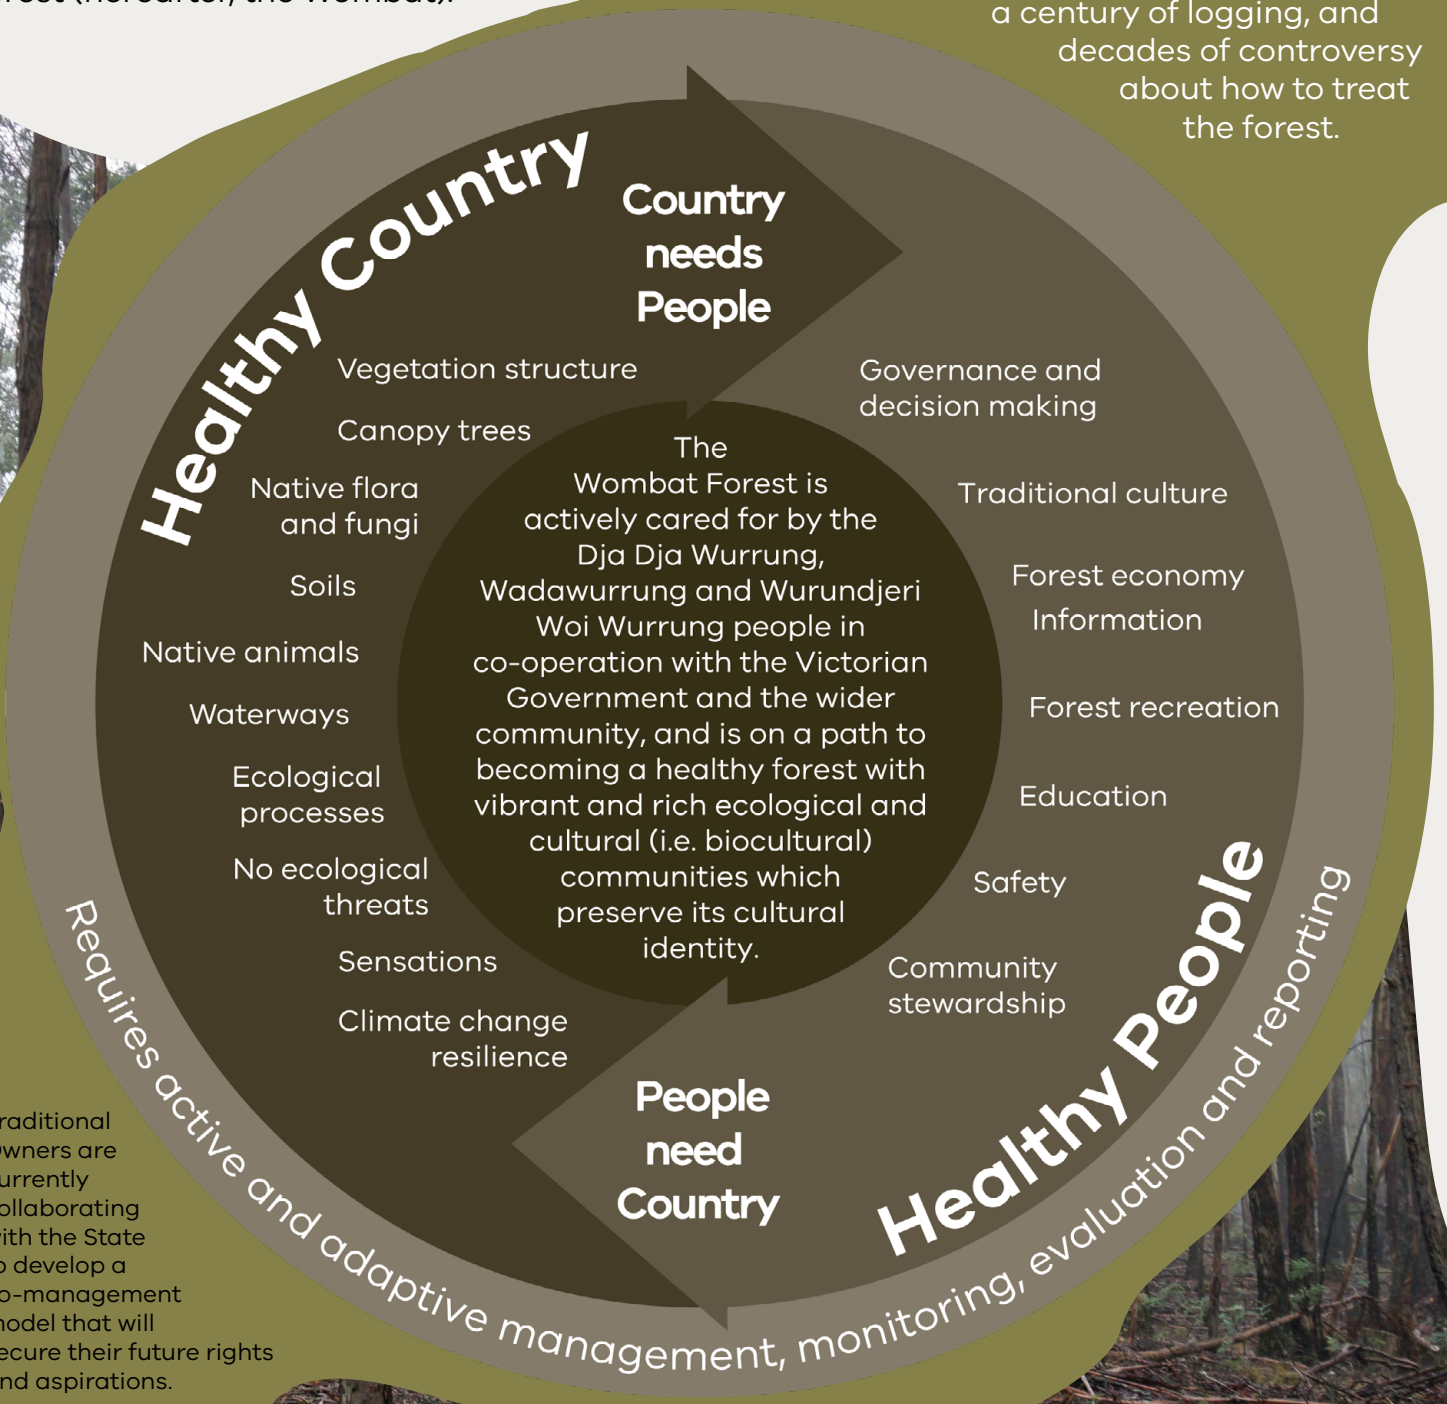 (hereafter, the Wombat).
a century of logging, and
decades of controversy
about how to treat
the forest.
Healthy Country
Country
needs
People
Vegetation structure
Canopy trees
Native flora
and fungi
Soils
Native animals
Waterways
Ecological
processes
No ecological
threats
Sensations
Climate change
resilience
The
Wombat Forest is
actively cared for by the
Dja Dja Wurrung,
Wadawurrung and Wurundjeri
Woi Wurrung people in
co-operation with the Victorian
Government and the wider
community, and is on a path to
becoming a healthy forest with
vibrant and rich ecological and
cultural (i.e. biocultural)
communities which
preserve its cultural
identity.
Governance and
decision making
Traditional culture
Forest economy
Information
Forest recreation
Education
Safety
Community
stewardship
Healthy People
People
need
Country
Requires active and adaptive management, monitoring, evaluation and reporting
raditional
wners are
urrently
ollaborating
ith the State
o develop a
o-management
odel that will
ecure their future rights
nd aspirations.